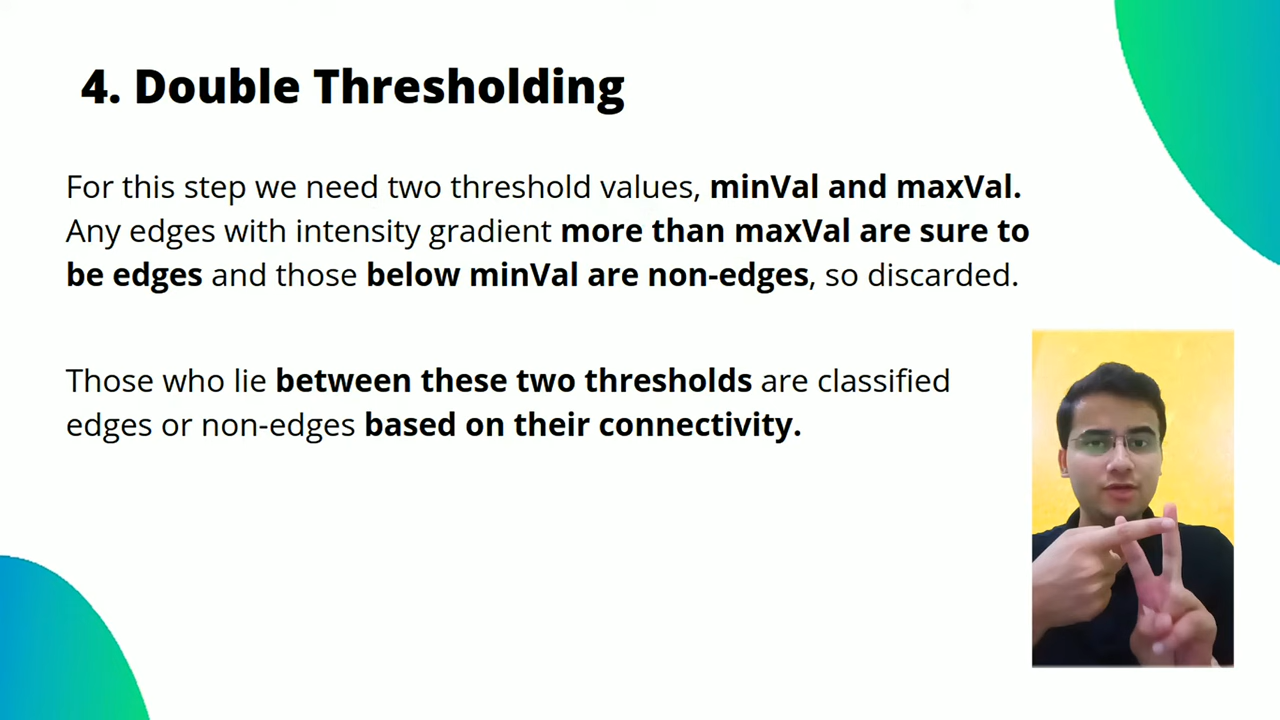 4. Double Thresholding
For this step we need two threshold values, minVal and maxVal.
Any edges with intensity gradient more than maxVal are sure to
be edges and those below minVal are non-edges, so discarded.
Those who lie between these two thresholds are classified
edges or non-edges based on their connectivity.